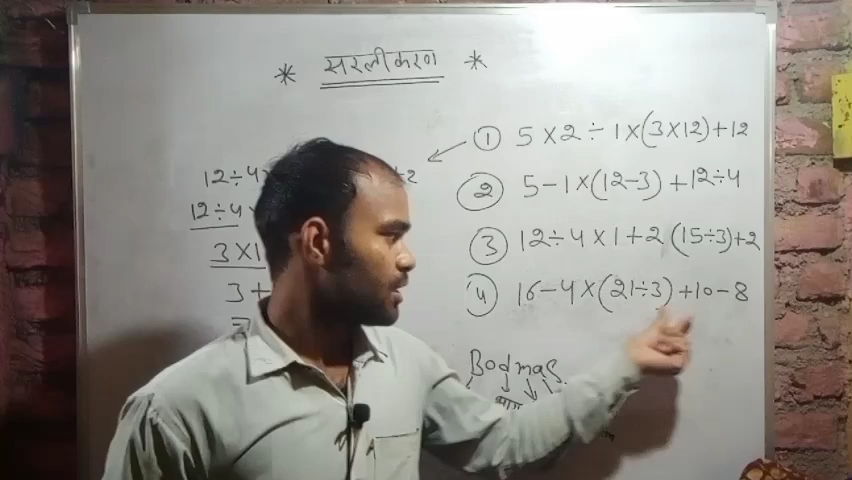 * सरलीकरण *
① 5×2÷1×(3×12)+12
② 5-1×(12-3)+12÷4
③ 12÷4×1+2(15÷3)+2
④ 16-4×(21÷3)+10-8
12÷4 +2
12÷4
3×1
3+
Bodmas
भाग